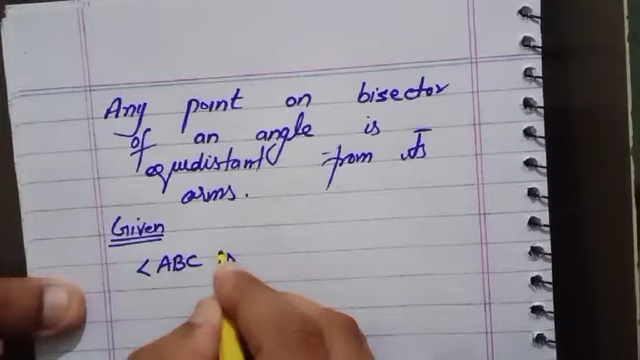 Any point on bisector
of an angle is
equidistant from its
arms.
Given
<ABC